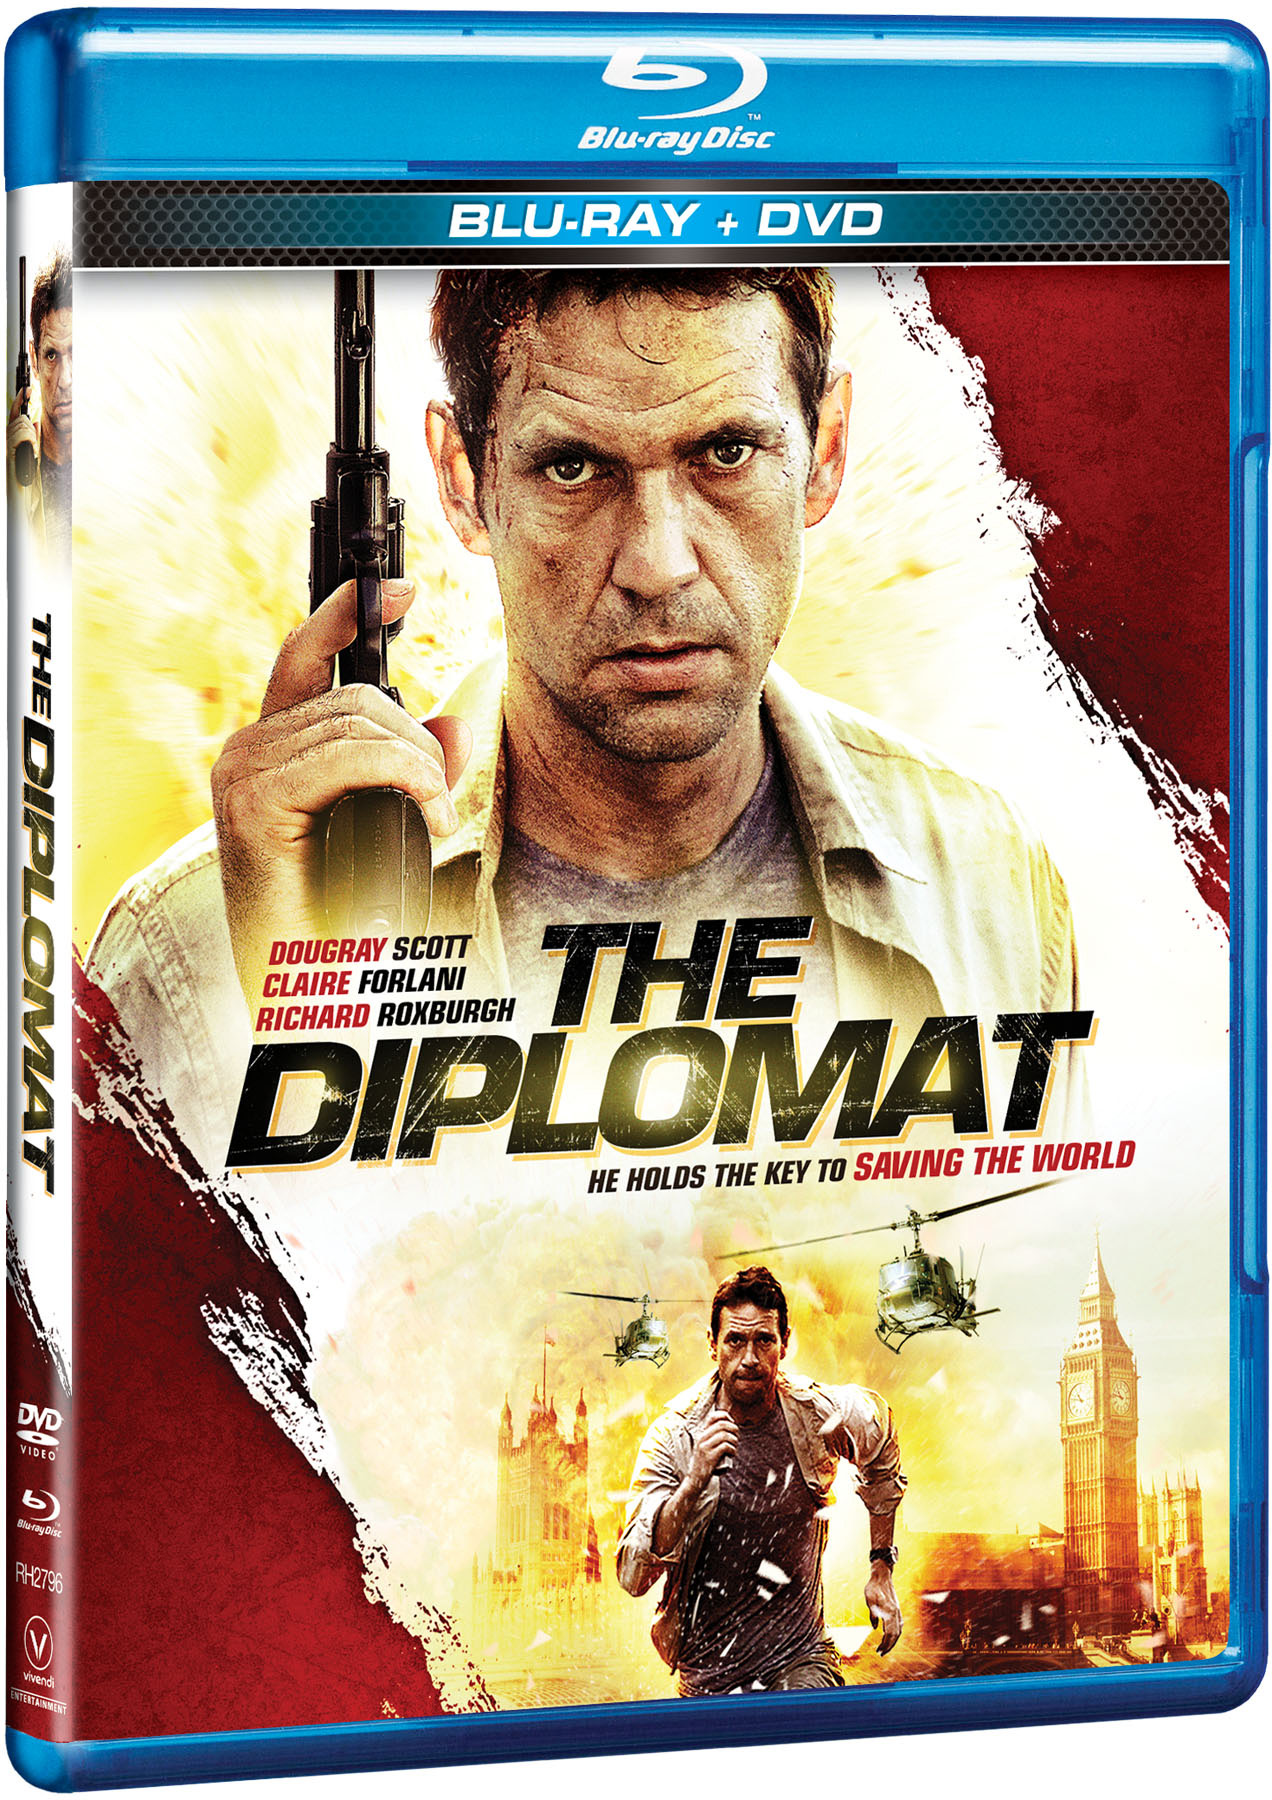 Blu-ray Disc
™
BLU-RAY + DVD
DOUGRAY SCOTT
CLAIRE FORLANI
RICHARD ROXBURGH
THE
DIPLOMAT
HE HOLDS THE KEY TO SAVING THE WORLD
THE DIPLOMAT
DVD
VIDEO
Blu-ray Disc
RH2796
V
vivendi
ENTERTAINMENT